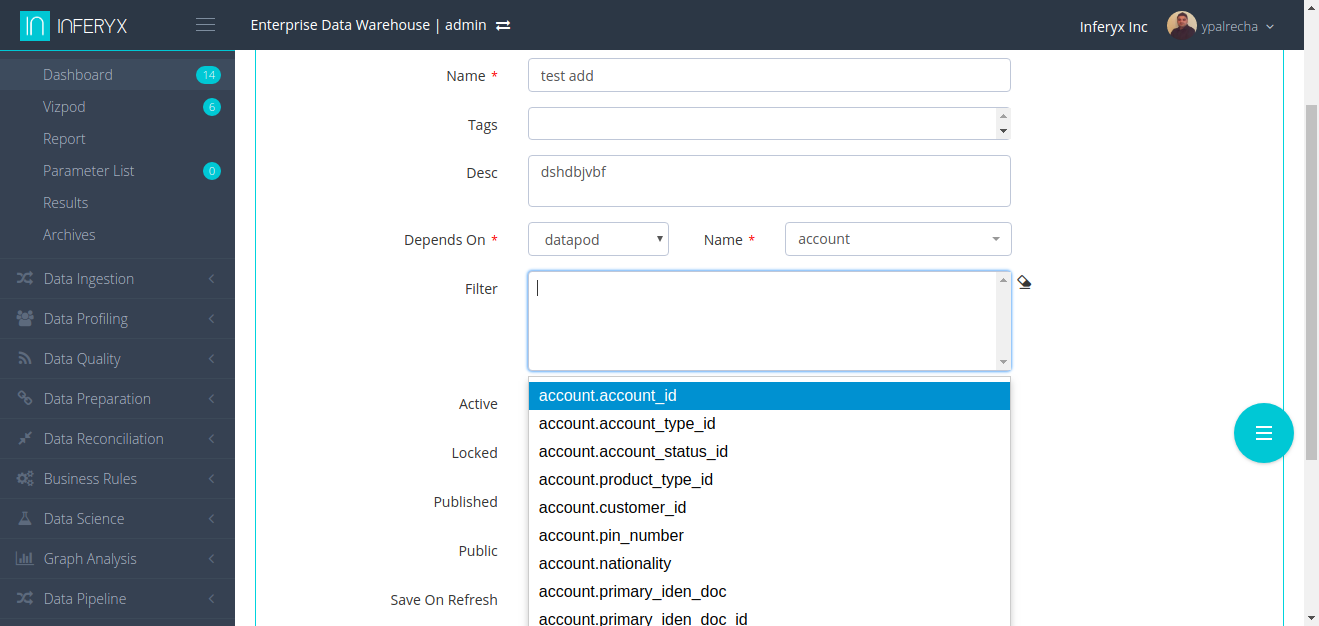 INFERYX
Enterprise Data Warehouse | admin
Inferyx Inc
ypalrecha
Dashboard 14
Vizpod 6
Report
Parameter List 0
Results
Archives
Data Ingestion
Data Profiling
Data Quality
Data Preparation
Data Reconciliation
Business Rules
Data Science
Graph Analysis
Data Pipeline
Name * test add
Tags
Desc dshdbjvbf
Depends On * datapod Name * account
Filter
Active
Locked
Published
Public
Save On Refresh
account.account_id
account.account_type_id
account.account_status_id
account.product_type_id
account.customer_id
account.pin_number
account.nationality
account.primary_iden_doc
account.primary_iden_doc_id